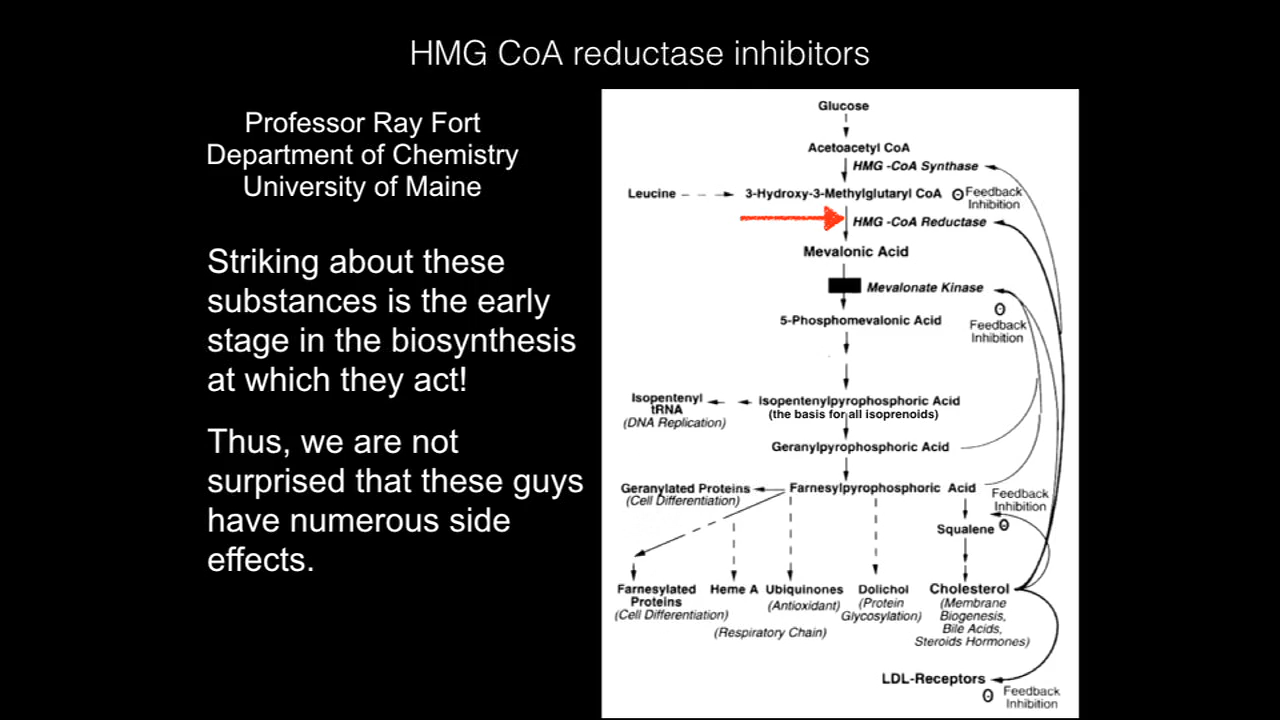 HMG CoA reductase inhibitors
Professor Ray Fort
Department of Chemistry
University of Maine
Striking about these
substances is the early
stage in the biosynthesis
at which they act!
Thus, we are not
surprised that these guys
have numerous side
effects.
Glucose
Acetoacetyl CoA
HMG -CoA Synthase
Leucine
3-Hydroxy-3-Methylglutaryl CoA
Feedback
Inhibition
HMG -CoA Reductase
Mevalonic Acid
Mevalonate Kinase
Feedback
Inhibition
5-Phosphomevalonic Acid
Isopentenyl
tRNA
(DNA Replication)
Isopentenylpyrophosphoric Acid
(the basis for all isoprenoids)
Geranylpyrophosphoric Acid
Geranylated Proteins
(Cell Differentiation)
Farnesylpyrophosphoric Acid
Feedback
Inhibition
Squalene
Farnesylated
Proteins
(Cell Differentiation)
Heme A
Ubiquinones
(Antioxidant)
(Respiratory Chain)
Dolichol
(Protein
Glycosylation)
Cholesterol
(Membrane
Biogenesis,
Bile Acids,
Steroids Hormones)
LDL-Receptors
Feedback
Inhibition